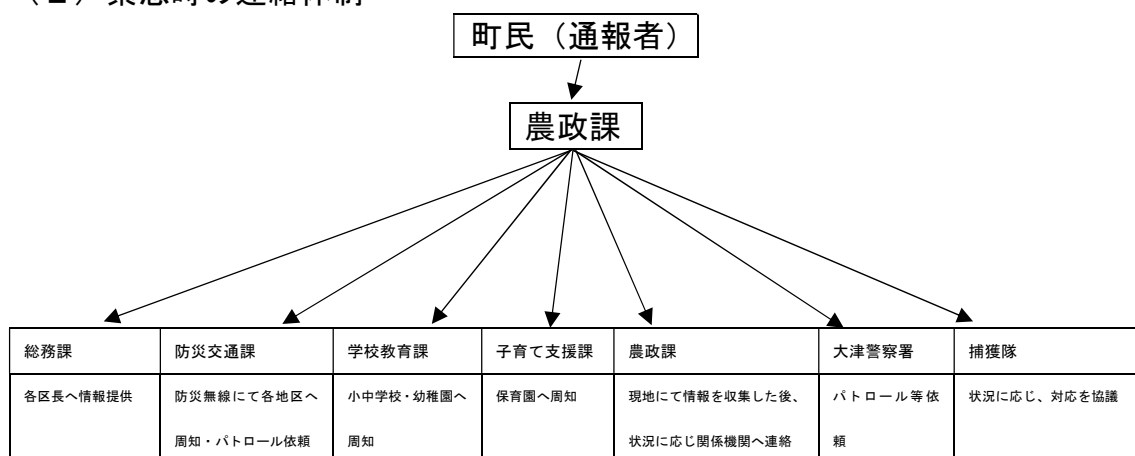 （２）緊急時の連絡体制
町民（通報者）
農政課
総務課
防災交通課
学校教育課
子育て支援課
農政課
大津警察署
捕獲隊
各区長へ情報提供
防災無線にて各地区へ
周知・パトロール依頼
小中学校・幼稚園へ
周知
保育園へ周知
現地にて情報を収集した後、
状況に応じ関係機関へ連絡
パトロール等依
頼
状況に応じ、対応を協議